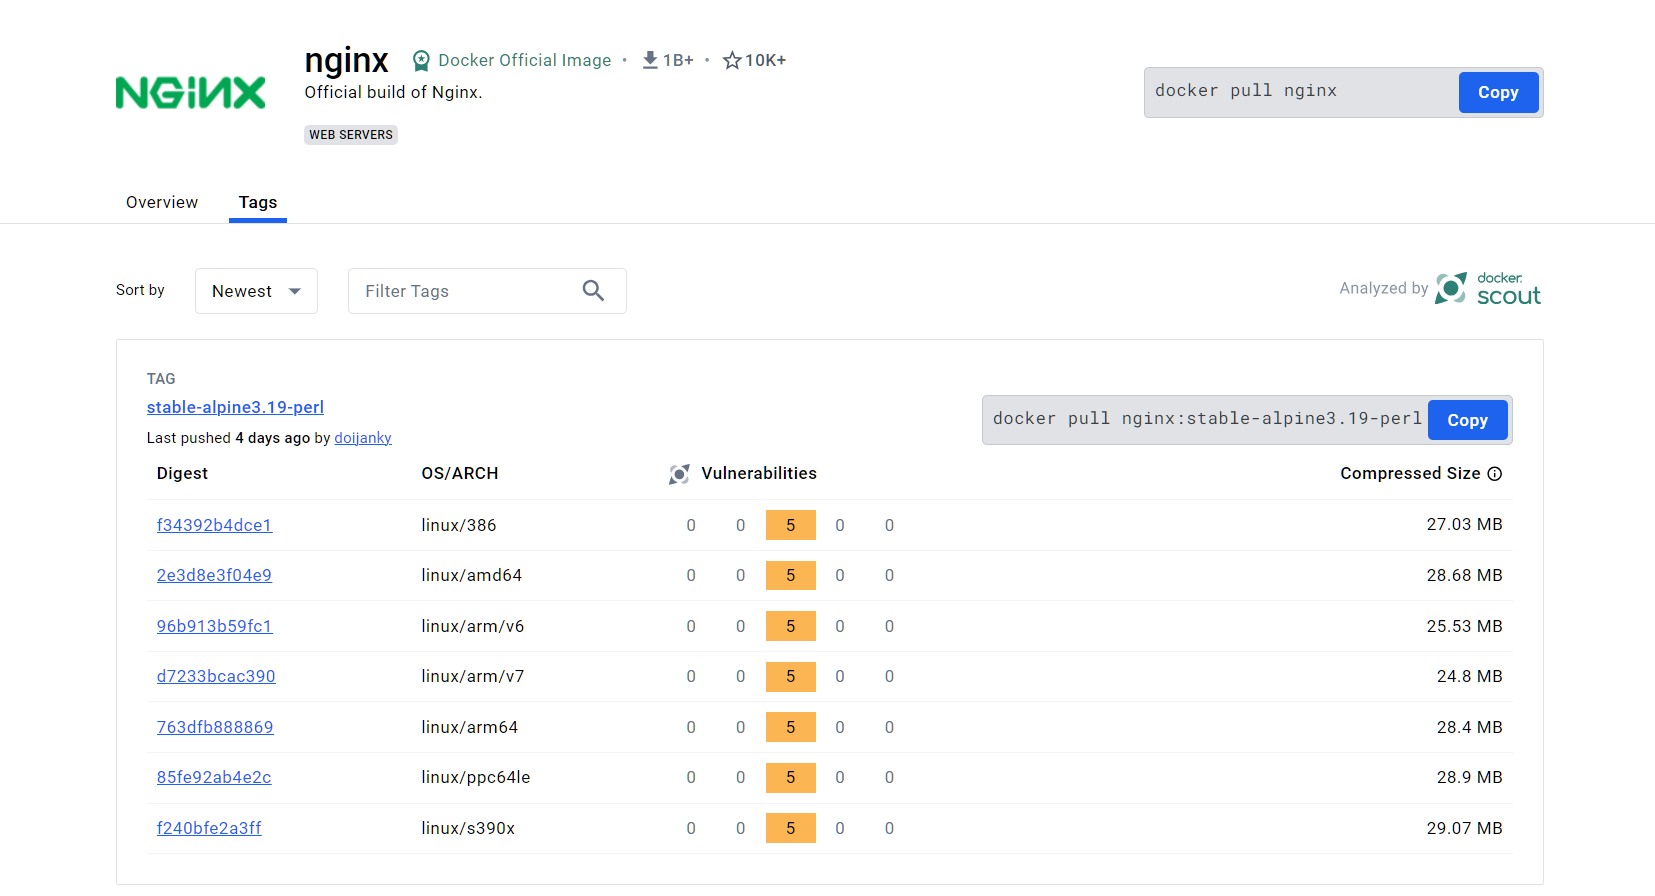 NGINX
nginx Docker Official Image • 1B+ • 10K+
Official build of Nginx.
WEB SERVERS
docker pull nginx Copy
Overview Tags
Sort by Newest Filter Tags
Analyzed by docker scout
TAG
stable-alpine3.19-perl
Last pushed 4 days ago by doijanky
docker pull nginx:stable-alpine3.19-perl Copy
Digest OS/ARCH Vulnerabilities Compressed Size
f34392b4dce1 linux/386 0 0 5 0 0 27.03 MB
2e3d8e3f04e9 linux/amd64 0 0 5 0 0 28.68 MB
96b913b59fc1 linux/arm/v6 0 0 5 0 0 25.53 MB
d7233bcac390 linux/arm/v7 0 0 5 0 0 24.8 MB
763dfb888869 linux/arm64 0 0 5 0 0 28.4 MB
85fe92ab4e2c linux/ppc64le 0 0 5 0 0 28.9 MB
f240bfe2a3ff linux/s390x 0 0 5 0 0 29.07 MB